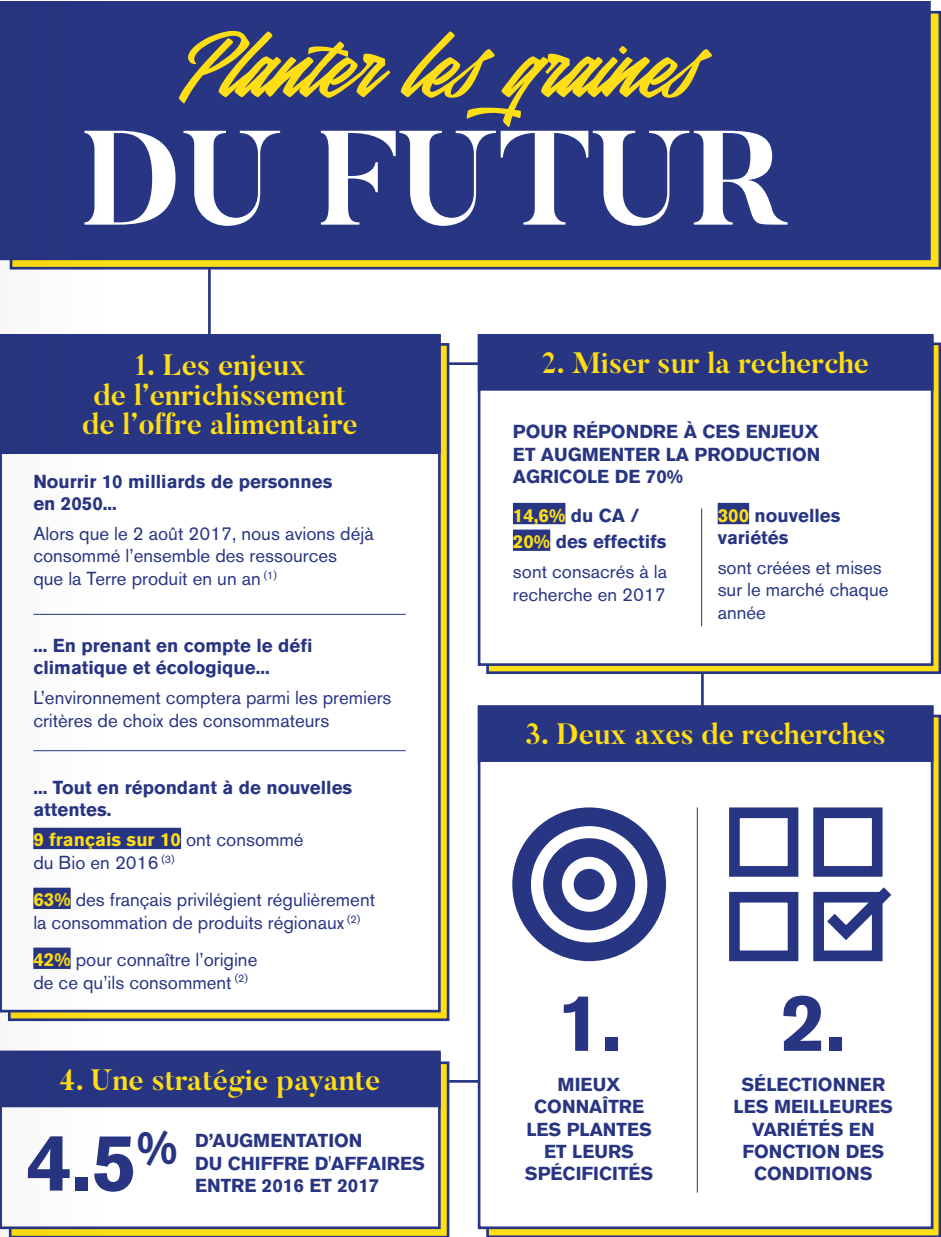 Planter les graines
DU FUTUR
1. Les enjeux
de l'enrichissement
de l'offre alimentaire
Nourrir 10 milliards de personnes
en 2050...
Alors que le 2 août 2017, nous avions déjà
consommé l'ensemble des ressources
que la Terre produit en un an (1)
... En prenant en compte le défi
climatique et écologique...
L'environnement comptera parmi les premiers
critères de choix des consommateurs
... Tout en répondant à de nouvelles
attentes.
9 français sur 10 ont consommé
du Bio en 2016 (3)
63% des français privilégient régulièrement
la consommation de produits régionaux (2)
42% pour connaître l'origine
de ce qu'ils consomment (2)
2. Miser sur la recherche
POUR RÉPONDRE À CES ENJEUX
ET AUGMENTER LA PRODUCTION
AGRICOLE DE 70%
14,6% du CA /
20% des effectifs
sont consacrés à la
recherche en 2017
300 nouvelles
variétés
sont créées et mises
sur le marché chaque
année
3. Deux axes de recherches
1.
MIEUX
CONNAÎTRE
LES PLANTES
ET LEURS
SPÉCIFICITÉS
2.
SÉLECTIONNER
LES MEILLEURES
VARIÉTÉS EN
FONCTION DES
CONDITIONS
4. Une stratégie payante
4.5%
D'AUGMENTATION
DU CHIFFRE D'AFFAIRES
ENTRE 2016 ET 2017